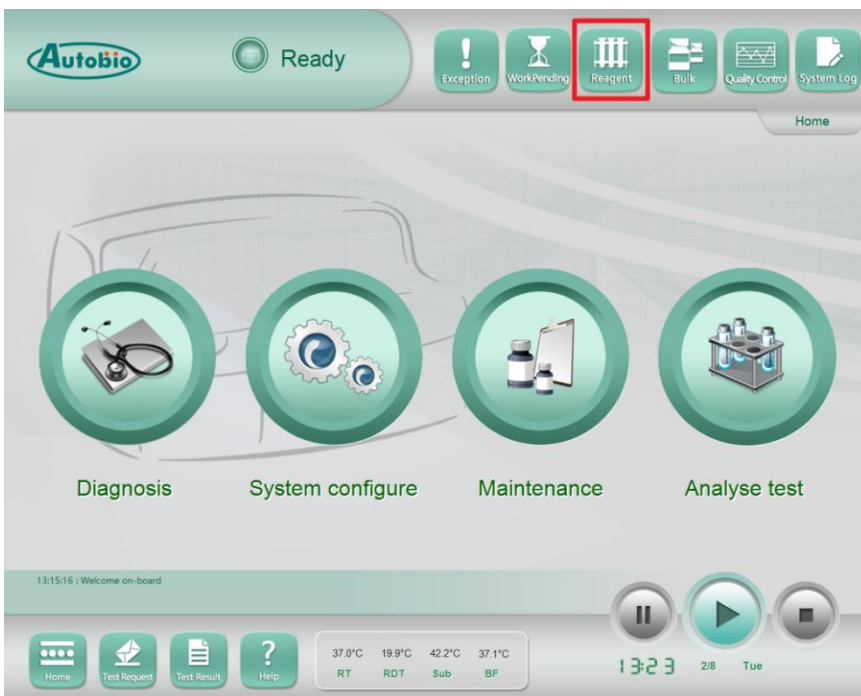 Autobio
Ready
Exception
WorkPending
Reagent
Bulk
Quality Control
System Log
Home
Diagnosis
System configure
Maintenance
Analyse test
13:15:16 : Welcome on-board
Home
Test Request
Test Result
Help
37.0°C 19.9°C 42.2°C 37.1°C
RT RDT Sub BF
13:23 2/8 Tue